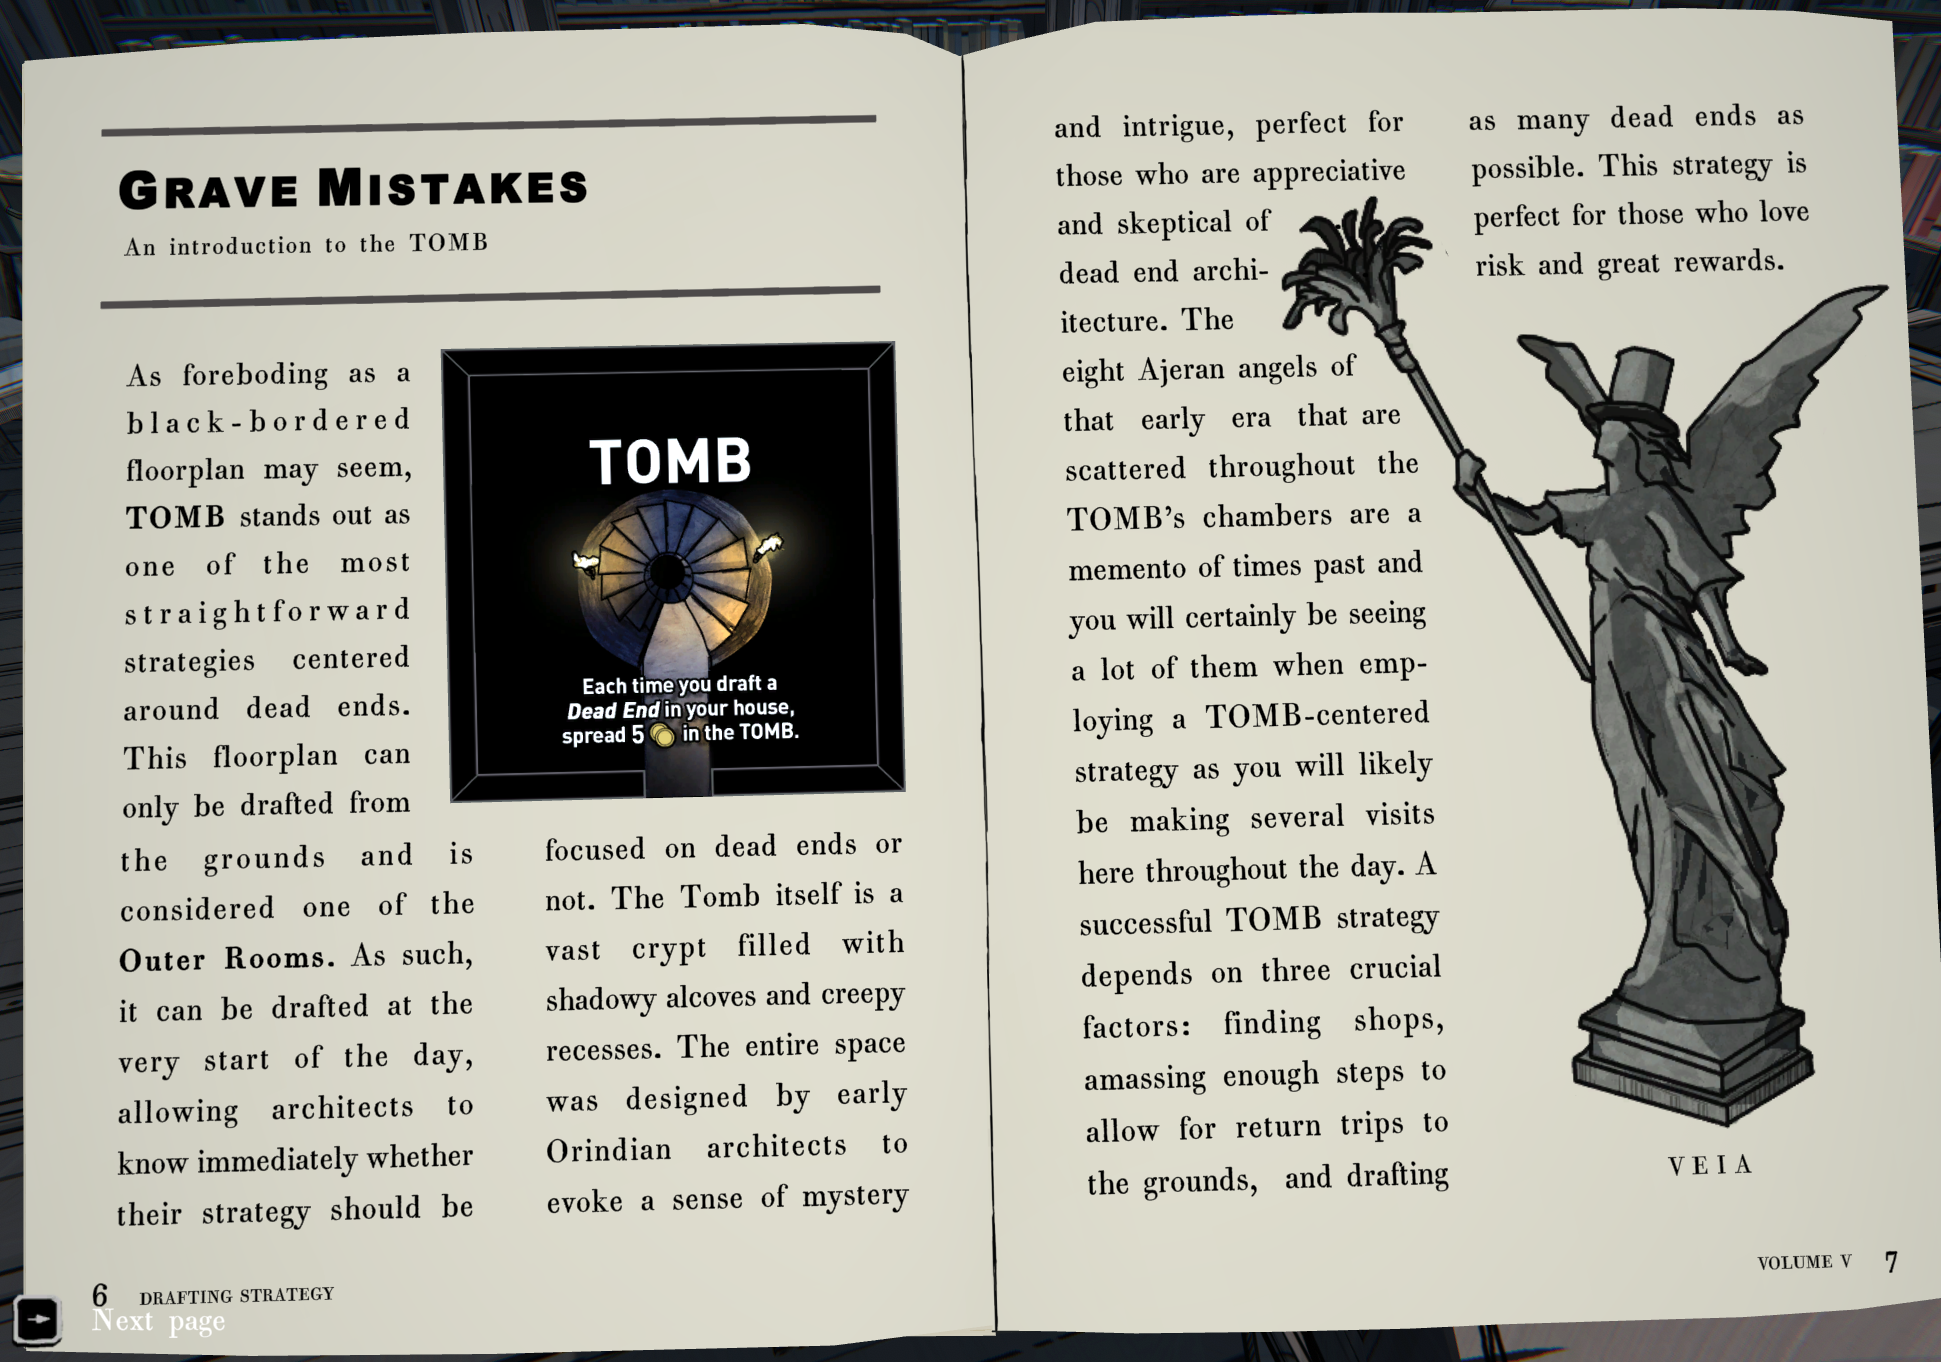 GRAVE MISTAKES
An introduction to the TOMB
As foreboding as a
black-bordered
floorplan may seem,
TOMB stands out as
one of the most
straightforward
strategies centered
around dead ends.
This floorplan can
only be drafted from
the grounds and is
considered one of the
Outer Rooms. As such,
it can be drafted at the
very start of the day,
allowing architects to
know immediately whether
their strategy should be
TOMB
Each time you draft a
Dead End in your house,
spread 5 in the TOMB.
focused on dead ends or
not. The Tomb itself is a
vast crypt filled with
shadowy alcoves and creepy
recesses. The entire space
was designed by early
Orindian architects to
evoke a sense of mystery
6 DRAFTING STRATEGY
Next page
and intrigue, perfect for
those who are appreciative
and skeptical of
dead end archi-
itecture. The
eight Ajeran angels of
that early era that are
scattered throughout the
TOMB's chambers are a
memento of times past and
you will certainly be seeing
a lot of them when emp-
loying a TOMB-centered
strategy as you will likely
be making several visits
here throughout the day. A
successful TOMB strategy
depends on three crucial
factors: finding shops,
amassing enough steps to
allow for return trips to
the grounds, and drafting
as many dead ends as
possible. This strategy is
perfect for those who love
risk and great rewards.
VEIA
VOLUME V 7